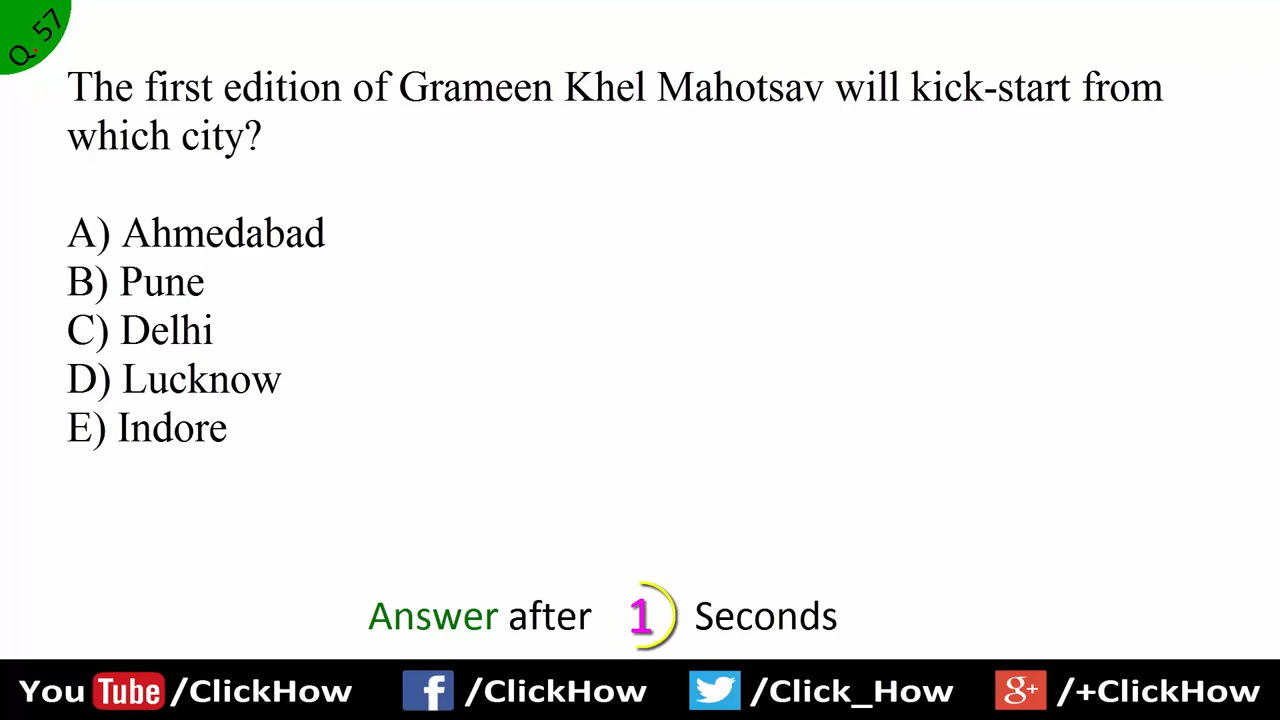 Q. 57
The first edition of Grameen Khel Mahotsav will kick-start from
which city?
A) Ahmedabad
B) Pune
C) Delhi
D) Lucknow
E) Indore
Answer after 1 Seconds
You Tube /ClickHow f /ClickHow /Click_How g+ /+ClickHow